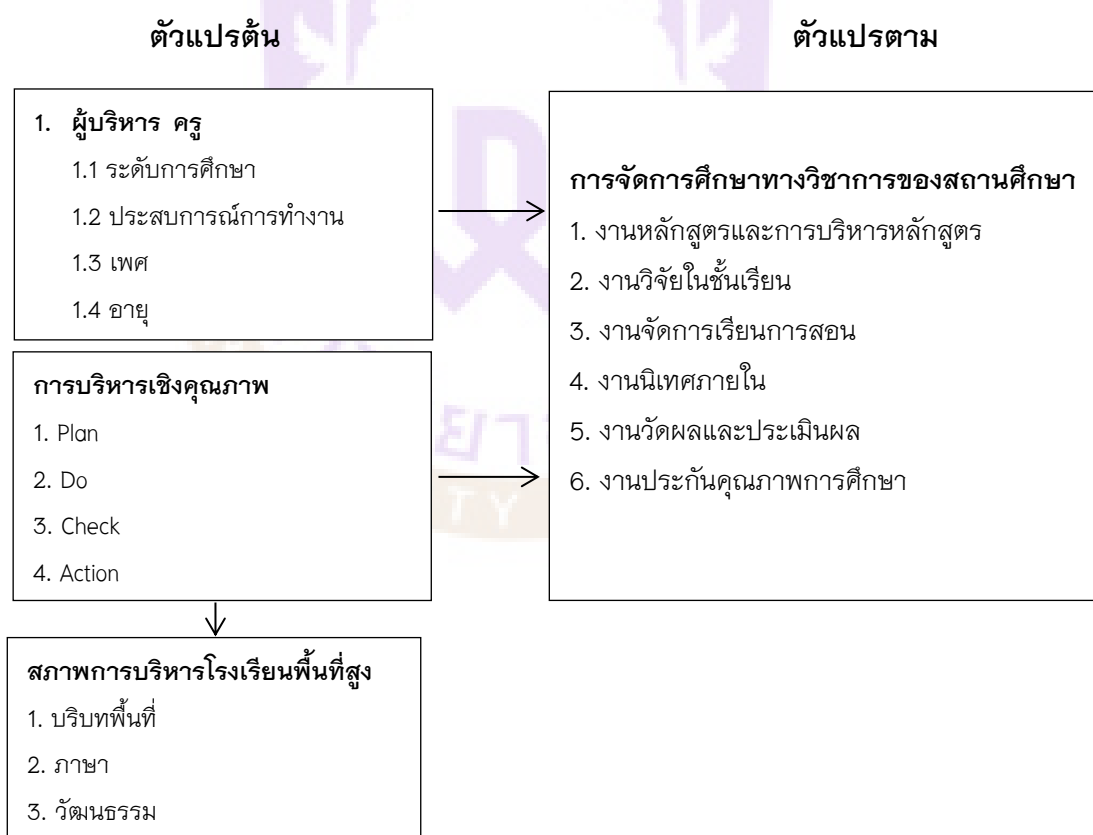 ตัวแปรต้น
ตัวแปรตาม
1. ผู้บริหาร ครู
1.1 ระดับการศึกษา
1.2 ประสบการณ์การทำงาน
1.3 เพศ
1.4 อายุ
การบริหารเชิงคุณภาพ
1. Plan
2. Do
3. Check
4. Action
สภาพการบริหารโรงเรียนพื้นที่สูง
1. บริบทพื้นที่
2. ภาษา
3. วัฒนธรรม
การจัดการศึกษาทางวิชาการของสถานศึกษา
1. งานหลักสูตรและการบริหารหลักสูตร
2. งานวิจัยในชั้นเรียน
3. งานจัดการเรียนการสอน
4. งานนิเทศภายใน
5. งานวัดผลและประเมินผล
6. งานประกันคุณภาพการศึกษา